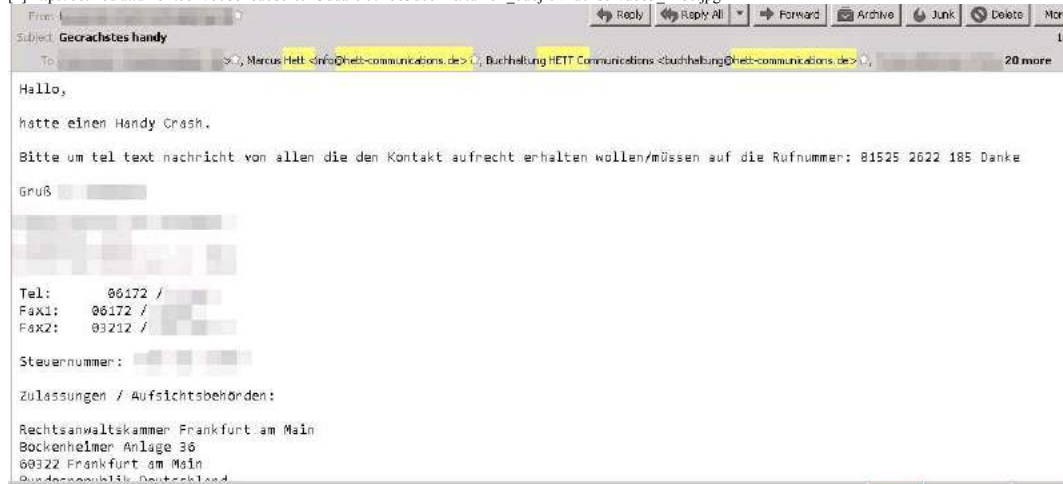 From
Reply Reply All Forward Archive Junk Delete
Subject Gecrachstes handy
To >, Marcus Hett <info@hett-communications.de>, Buchhaltung HETT Communications <buchhaltung@hett-communications.de>, 20 more
Hallo,
hatte einen Handy Crash.
Bitte um tel text nachricht von allen die den Kontakt aufrecht erhalten wollen/müssen auf die Rufnummer: 01525 2622 185 Danke
Gruß
Tel: 06172 /
Fax1: 06172 /
Fax2: 03212 /
Steuernummer:
Zulassungen / Aufsichtsbehörden:
Rechtsanwaltskammer Frankfurt am Main
Bockenheimer Anlage 36
60322 Frankfurt am Main
Bundesrepublik Deutschland